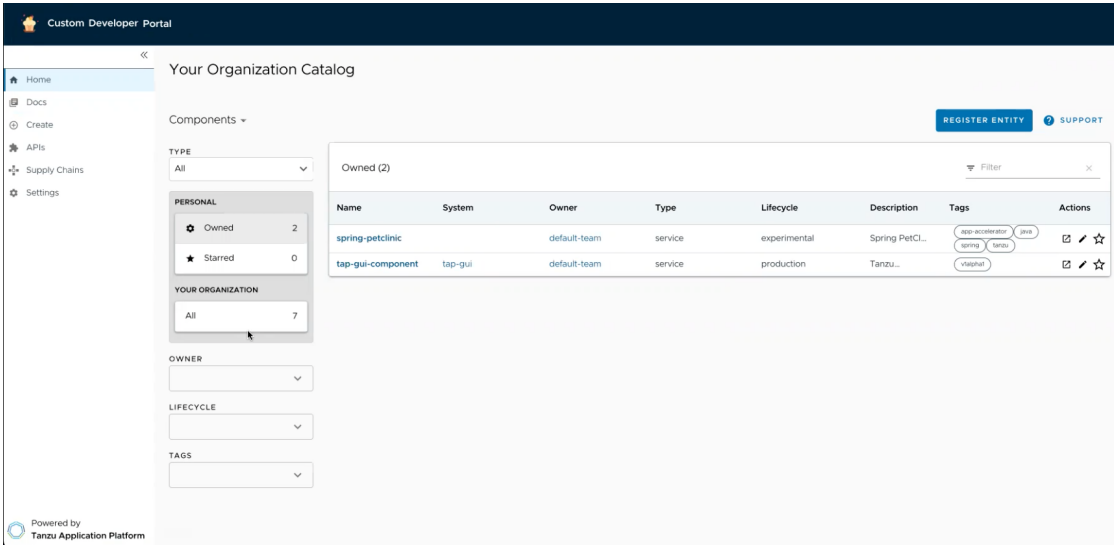 Custom Developer Portal
Home
Docs
Create
APIs
Supply Chains
Settings
Powered by
Tanzu Application Platform
Your Organization Catalog
Components
REGISTER ENTITY
SUPPORT
TYPE
All
PERSONAL
Owned 2
Starred 0
YOUR ORGANIZATION
All 7
OWNER
LIFECYCLE
TAGS
Owned (2)
Filter
Name System Owner Type Lifecycle Description Tags Actions
spring-petclinic default-team service experimental Spring PetCl... app-accelerator java
spring tanzu
tap-gui-component tap-gui default-team service production Tanzu... v1alpha1